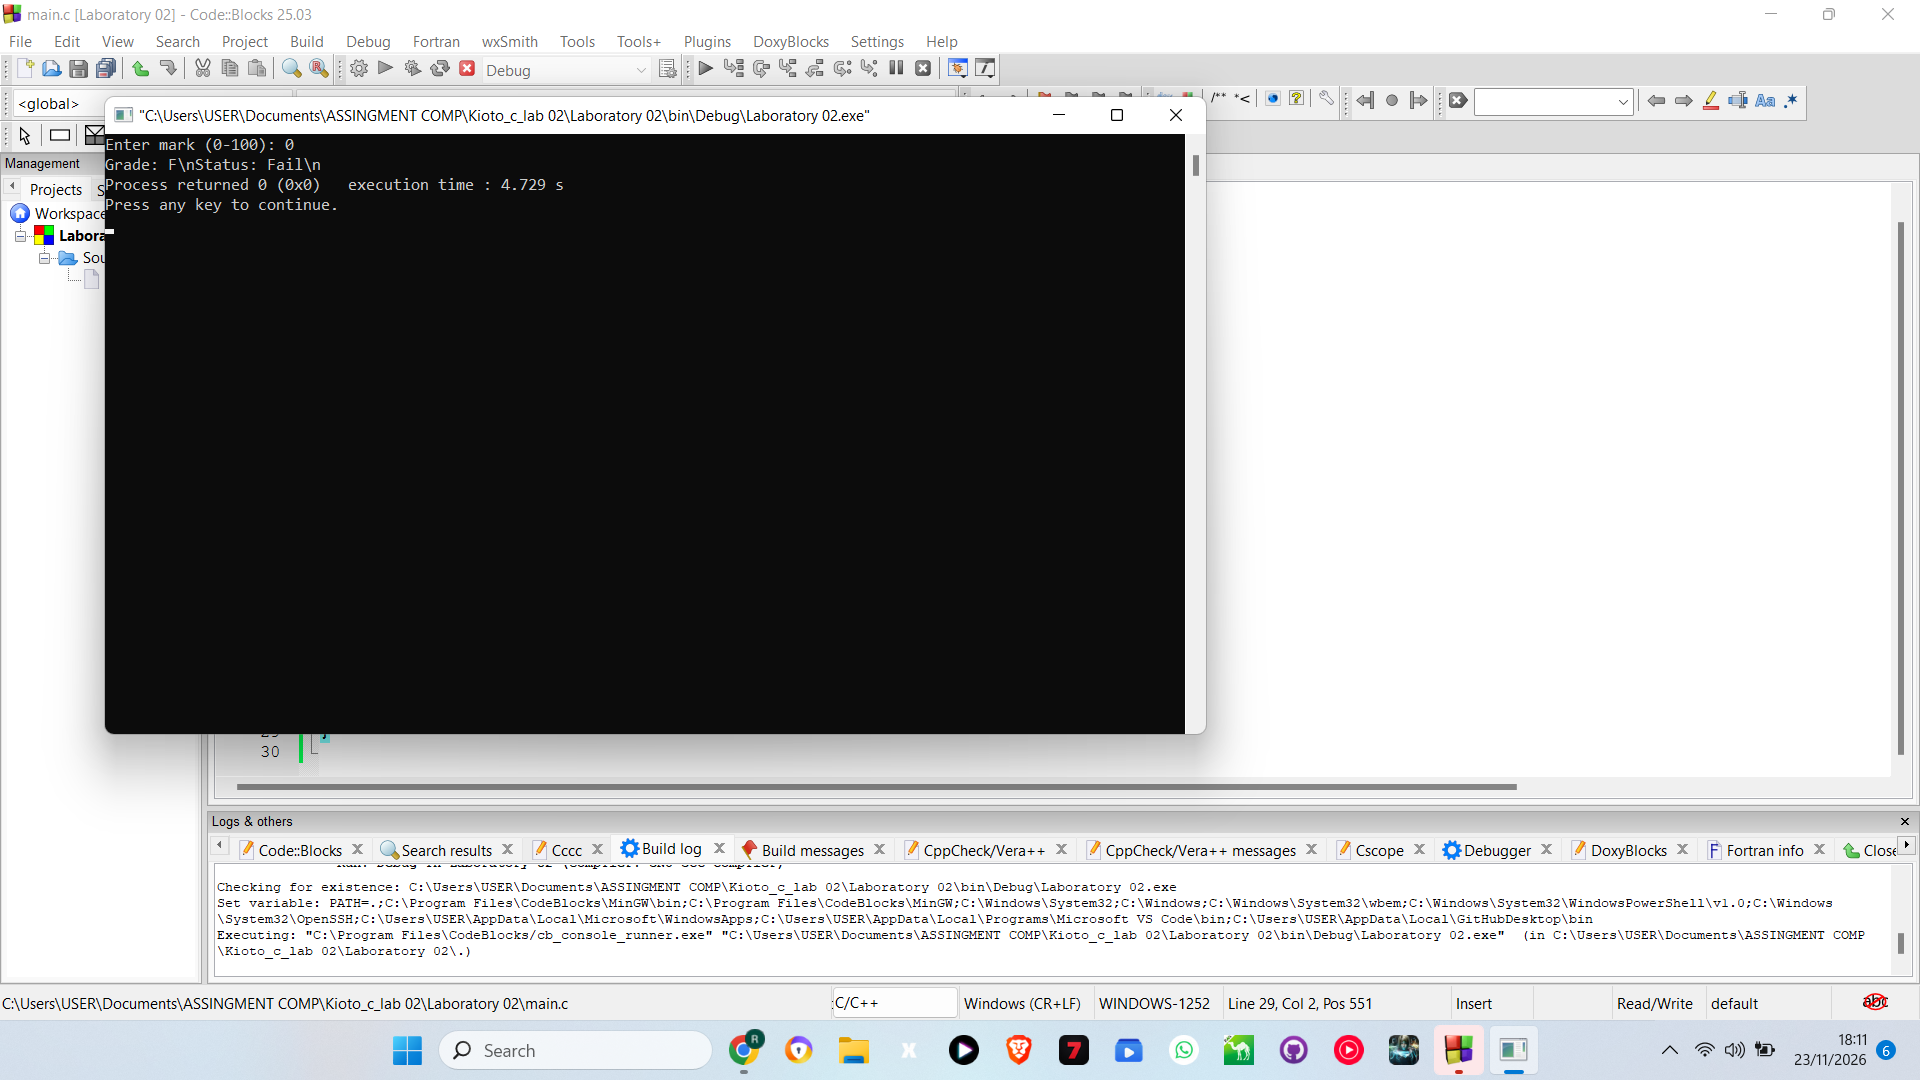 main.c [Laboratory 02] - Code::Blocks 25.03
File Edit View Search Project Build Debug Fortran wxSmith Tools Tools+ Plugins DoxyBlocks Settings Help
Debug
<global>
/** *<
Aa .*
"C:\Users\USER\Documents\ASSINGMENT COMP\Kioto_c_lab 02\Laboratory 02\bin\Debug\Laboratory 02.exe"
Enter mark (0-100): 0
Grade: F\nStatus: Fail\n
Process returned 0 (0x0)   execution time : 4.729 s
Press any key to continue.
Management
Projects
Workspace
Labora
Sou
30
Logs & others
Code::Blocks Search results Cccc Build log Build messages CppCheck/Vera++ CppCheck/Vera++ messages Cscope Debugger DoxyBlocks Fortran info Close
Checking for existence: C:\Users\USER\Documents\ASSINGMENT COMP\Kioto_c_lab 02\Laboratory 02\bin\Debug\Laboratory 02.exe
Set variable: PATH=.;C:\Program Files\CodeBlocks\MinGW\bin;C:\Program Files\CodeBlocks\MinGW;C:\Windows\System32;C:\Windows;C:\Windows\System32\wbem;C:\Windows\System32\WindowsPowerShell\v1.0;C:\Windows
\System32\OpenSSH;C:\Users\USER\AppData\Local\Microsoft\WindowsApps;C:\Users\USER\AppData\Local\Programs\Microsoft VS Code\bin;C:\Users\USER\AppData\Local\GitHubDesktop\bin
Executing: "C:\Program Files\CodeBlocks/cb_console_runner.exe" "C:\Users\USER\Documents\ASSINGMENT COMP\Kioto_c_lab 02\Laboratory 02\bin\Debug\Laboratory 02.exe"  (in C:\Users\USER\Documents\ASSINGMENT COMP
\Kioto_c_lab 02\Laboratory 02\.)
C:\Users\USER\Documents\ASSINGMENT COMP\Kioto_c_lab 02\Laboratory 02\main.c C/C++ Windows (CR+LF) WINDOWS-1252 Line 29, Col 2, Pos 551 Insert Read/Write default abc
Search
R
7
18:11
23/11/2026
6